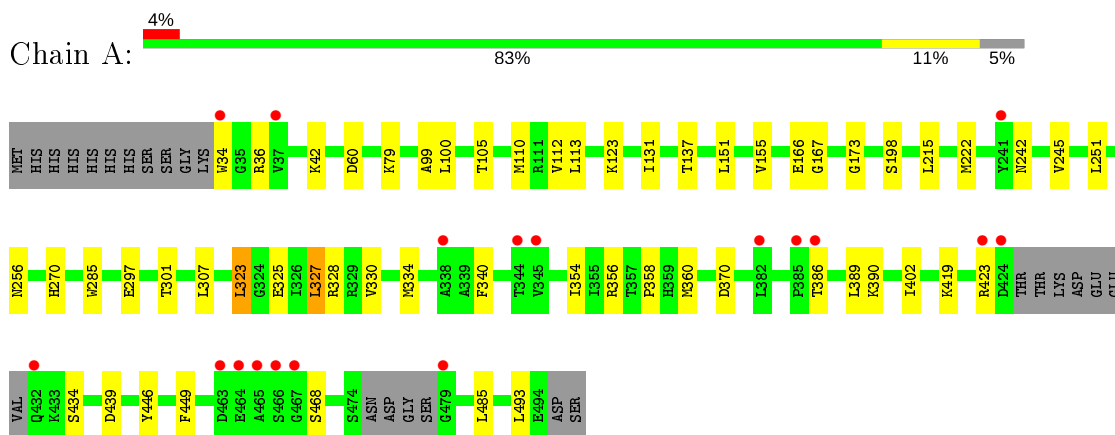 4%
Chain A:
83% 11% 5%
MET HIS HIS HIS HIS HIS HIS SER SER GLY LYS W34 G35 R36 V37 K42 D60 K79 A99 L100 T105 M110 R111 V112 L113 K123 I131 T137 L151 V155 E166 G167 G173 S198 L215 M222 Y241 N242 V245 L251
N256 H270 W285 E297 T301 L307 L323 G324 E325 I326 L327 R328 R329 V330 M334 A338 A339 F340 T344 V345 I354 I355 R356 T357 P358 H359 M360 D370 L382 P385 T386 L389 K390 I402 K419 R423 D424 THR THR LYS ASP GLU GLU
VAL Q432 K433 S434 D439 Y446 F449 D463 E464 A465 S466 G467 S468 S474 ASN ASP GLY SER G479 L485 L493 E494 ASP SER